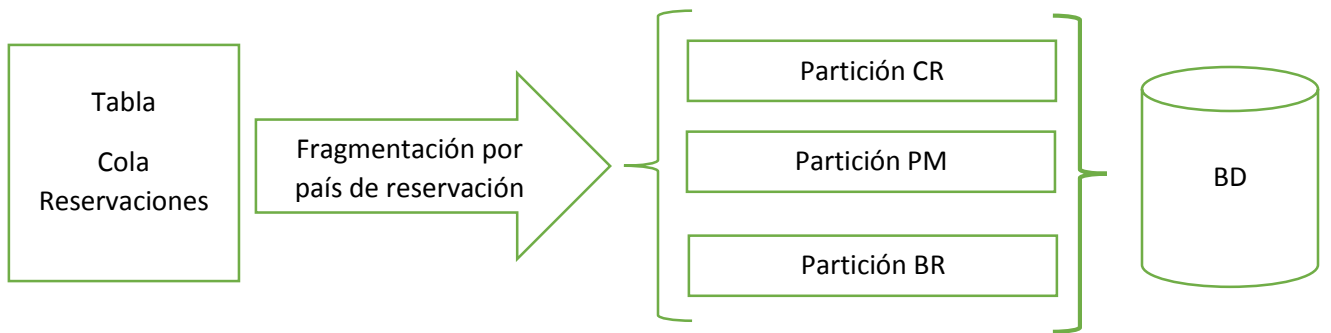 Tabla
Cola
Reservaciones
Fragmentación por
país de reservación
Partición CR
Partición PM
Partición BR
BD